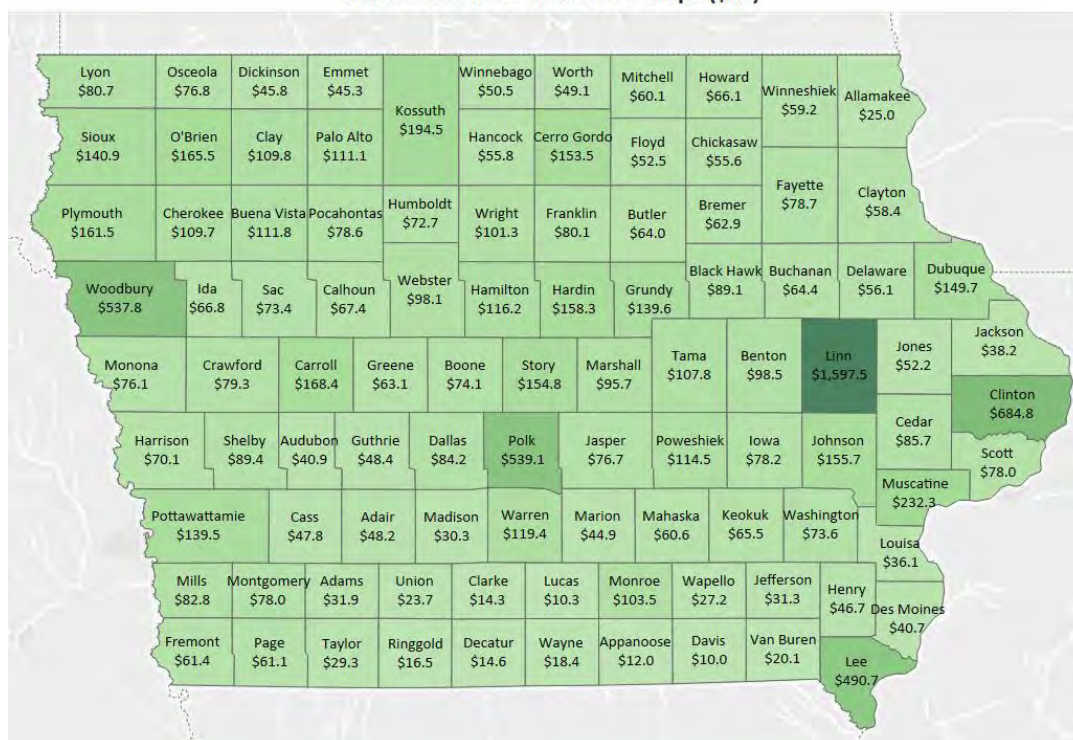 Lyon
$80.7
Osceola
$76.8
Dickinson
$45.8
Emmet
$45.3
Kossuth
$194.5
Winnebago
$50.5
Worth
$49.1
Mitchell
$60.1
Howard
$66.1
Winneshiek
$59.2
Allamakee
$25.0
Sioux
$140.9
O'Brien
$165.5
Clay
$109.8
Palo Alto
$111.1
Hancock
$55.8
Cerro Gordo
$153.5
Floyd
$52.5
Chickasaw
$55.6
Fayette
$78.7
Clayton
$58.4
Plymouth
$161.5
Cherokee
$109.7
Buena Vista
$111.8
Pocahontas
$78.6
Humboldt
$72.7
Wright
$101.3
Franklin
$80.1
Butler
$64.0
Bremer
$62.9
Woodbury
$537.8
Ida
$66.8
Sac
$73.4
Calhoun
$67.4
Webster
$98.1
Hamilton
$116.2
Hardin
$158.3
Grundy
$139.6
Black Hawk
$89.1
Buchanan
$64.4
Delaware
$56.1
Dubuque
$149.7
Monona
$76.1
Crawford
$79.3
Carroll
$168.4
Greene
$63.1
Boone
$74.1
Story
$154.8
Marshall
$95.7
Tama
$107.8
Benton
$98.5
Linn
$1,597.5
Jones
$52.2
Jackson
$38.2
Clinton
$684.8
Harrison
$70.1
Shelby
$89.4
Audubon
$40.9
Guthrie
$48.4
Dallas
$84.2
Polk
$539.1
Jasper
$76.7
Poweshiek
$114.5
Iowa
$78.2
Johnson
$155.7
Cedar
$85.7
Scott
$78.0
Muscatine
$232.3
Pottawattamie
$139.5
Cass
$47.8
Adair
$48.2
Madison
$30.3
Warren
$119.4
Marion
$44.9
Mahaska
$60.6
Keokuk
$65.5
Washington
$73.6
Louisa
$36.1
Mills
$82.8
Montgomery
$78.0
Adams
$31.9
Union
$23.7
Clarke
$14.3
Lucas
$10.3
Monroe
$103.5
Wapello
$27.2
Jefferson
$31.3
Henry
$46.7
Des Moines
$40.7
Fremont
$61.4
Page
$61.1
Taylor
$29.3
Ringgold
$16.5
Decatur
$14.6
Wayne
$18.4
Appanoose
$12.0
Davis
$10.0
Van Buren
$20.1
Lee
$490.7